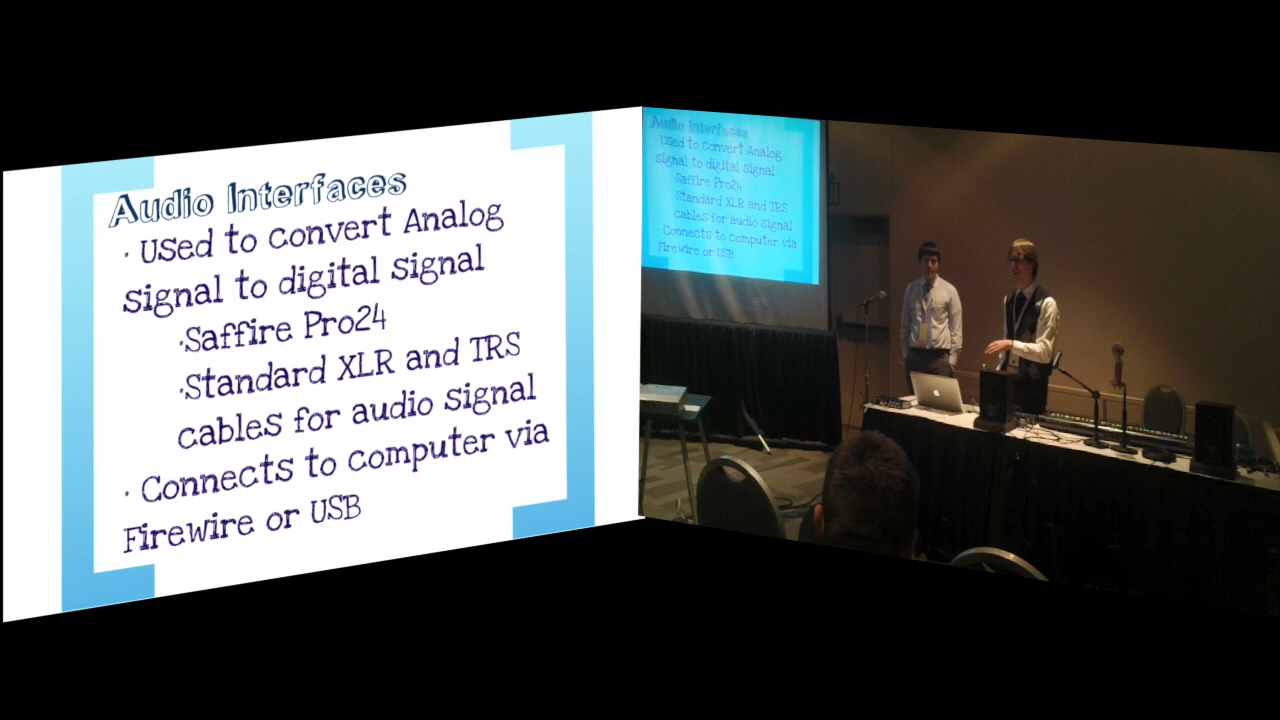 Audio Interfaces
· Used to convert Analog
signal to digital signal
·Saffire Pro24
·Standard XLR and TRS
cables for audio signal
· Connects to computer via
Firewire or USB
Audio Interfaces
· Used to convert Analog
signal to digital signal
·Saffire Pro24
·Standard XLR and TRS
cables for audio signal
· Connects to computer via
Firewire or USB